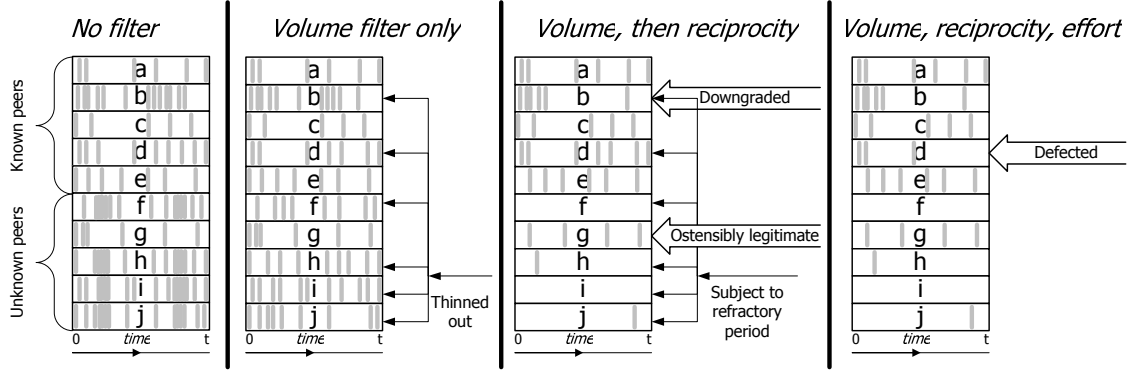 No filter
Known peers
Unknown peers
a
b
c
d
e
f
g
h
i
j
0 time t
Volume filter only
a
b
c
d
e
f
g
h
i
j
Thinned
out
0 time t
Volume, then reciprocity
a
b
c
d
e
f
g
h
i
j
Downgraded
Ostensibly legitimate
Subject to
refractory
period
0 time t
Volume, reciprocity, effort
a
b
c
d
e
f
g
h
i
j
Defected
0 time t